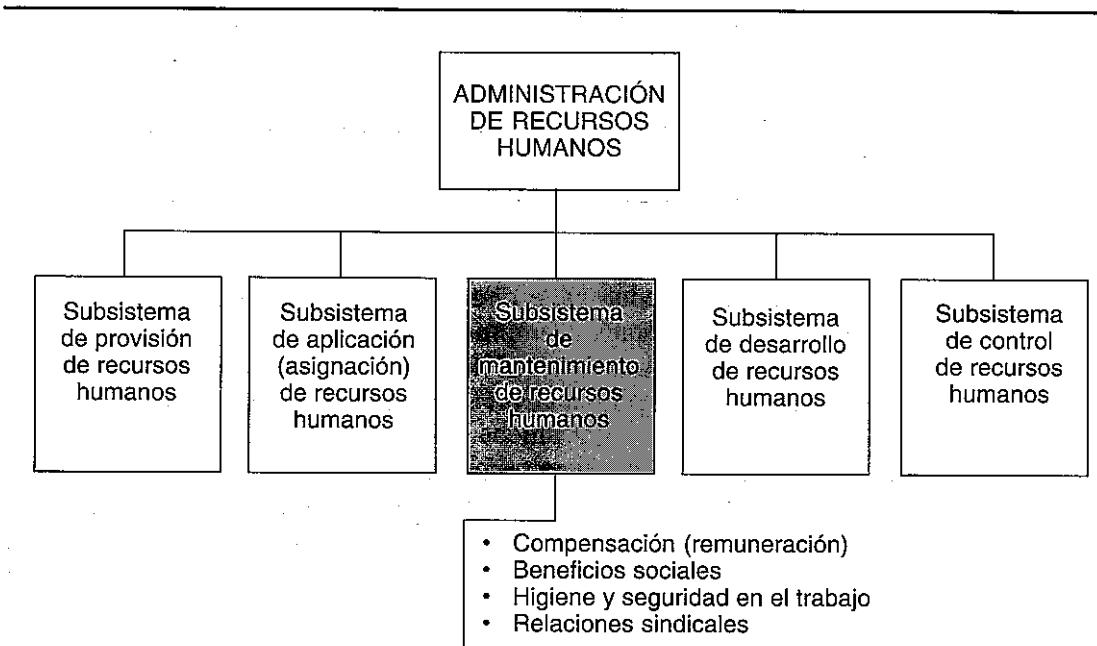 ADMINISTRACIÓN
DE RECURSOS
HUMANOS
Subsistema
de provisión
de recursos
humanos
Subsistema
de aplicación
(asignación)
de recursos
humanos
Subsistema
de
mantenimiento
de recursos
humanos
Subsistema
de desarrollo
de recursos
humanos
Subsistema
de control
de recursos
humanos
• Compensación (remuneración)
• Beneficios sociales
• Higiene y seguridad en el trabajo
• Relaciones sindicales